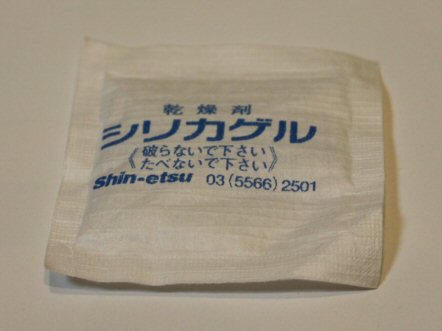 乾燥剤
シリカゲル
《破らないで下さい》
《たべないで下さい》
Shin-etsu 03(5566)2501